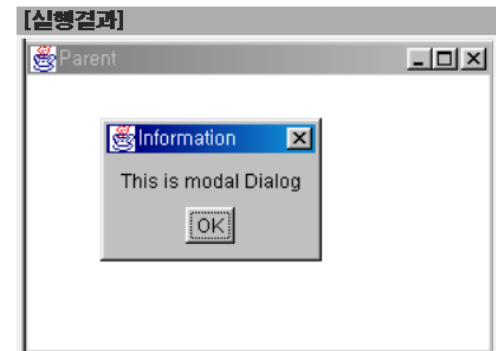 [실행결과]
Parent
Information
This is modal Dialog
OK